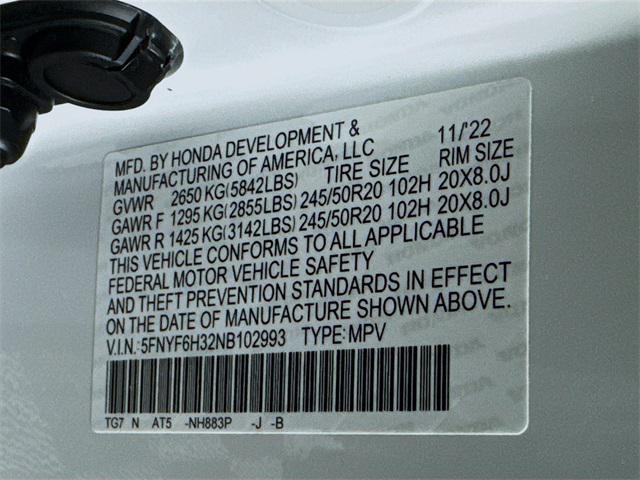 MFD. BY HONDA DEVELOPMENT & 11/'22
MANUFACTURING OF AMERICA, LLC
GVWR 2650 KG(5842LBS) TIRE SIZE RIM SIZE
GAWR F 1295 KG(2855LBS) 245/50R20 102H 20X8.0J
GAWR R 1425 KG(3142LBS) 245/50R20 102H 20X8.0J
THIS VEHICLE CONFORMS TO ALL APPLICABLE
FEDERAL MOTOR VEHICLE SAFETY
AND THEFT PREVENTION STANDARDS IN EFFECT
ON THE DATE OF MANUFACTURE SHOWN ABOVE.
V.I.N.:5FNYF6H32NB102993 TYPE:MPV
TG7 N AT5 -NH883P -J -B